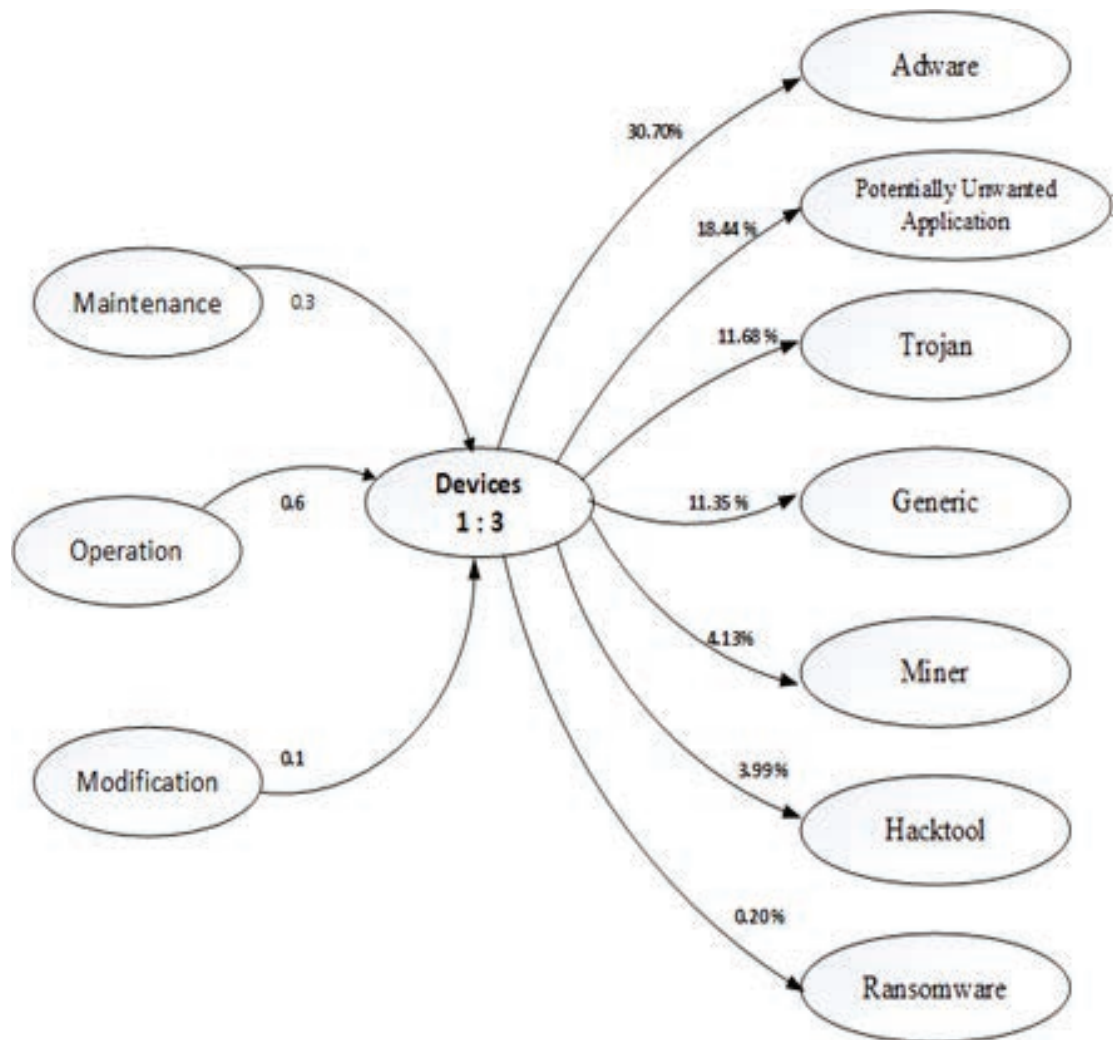 Adware
30.70%
Potentially Unwanted
Application
18.44 %
Maintenance
0.3
11.68 %
Trojan
Devices
1 : 3
0.6
11.35 %
Generic
Operation
4.13%
Miner
Modification
0.1
3.99%
Hacktool
0.20%
Ransomware